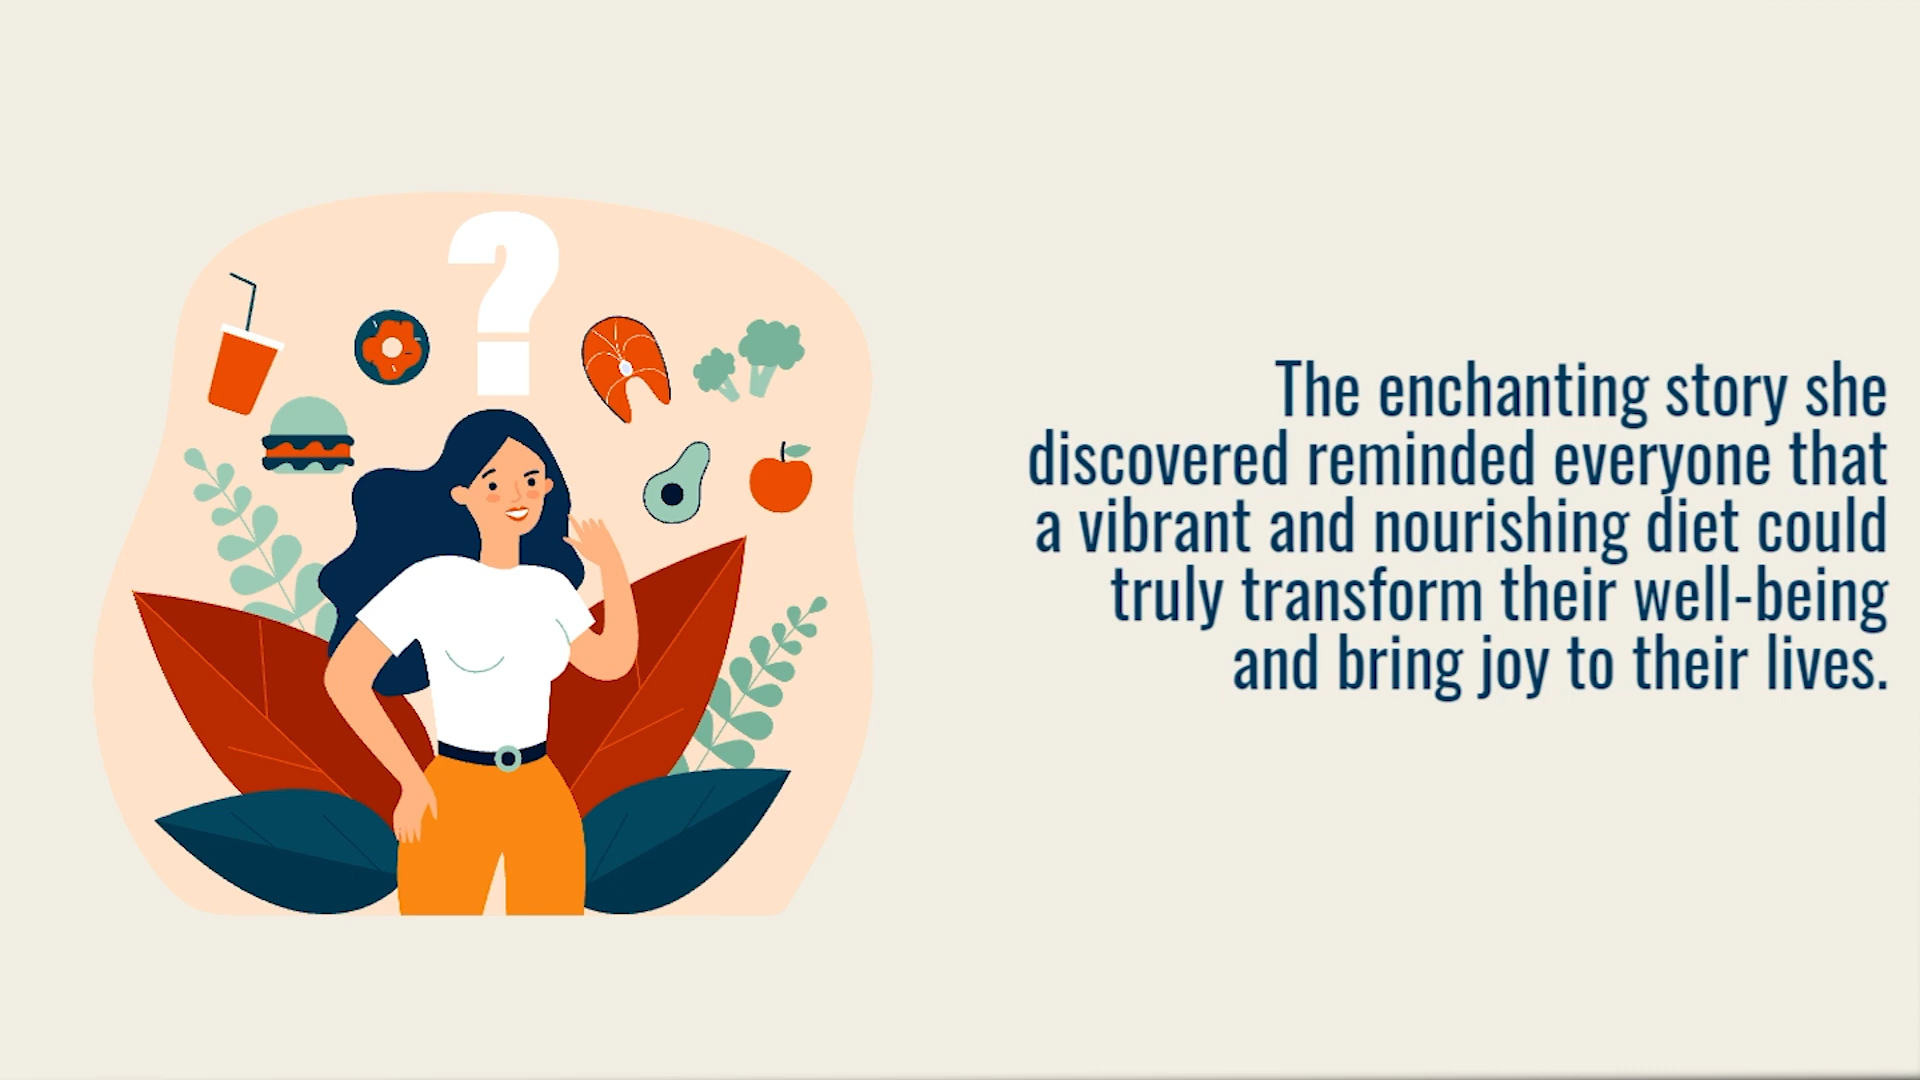 ?
The enchanting story she
discovered reminded everyone that
a vibrant and nourishing diet could
truly transform their well-being
and bring joy to their lives.